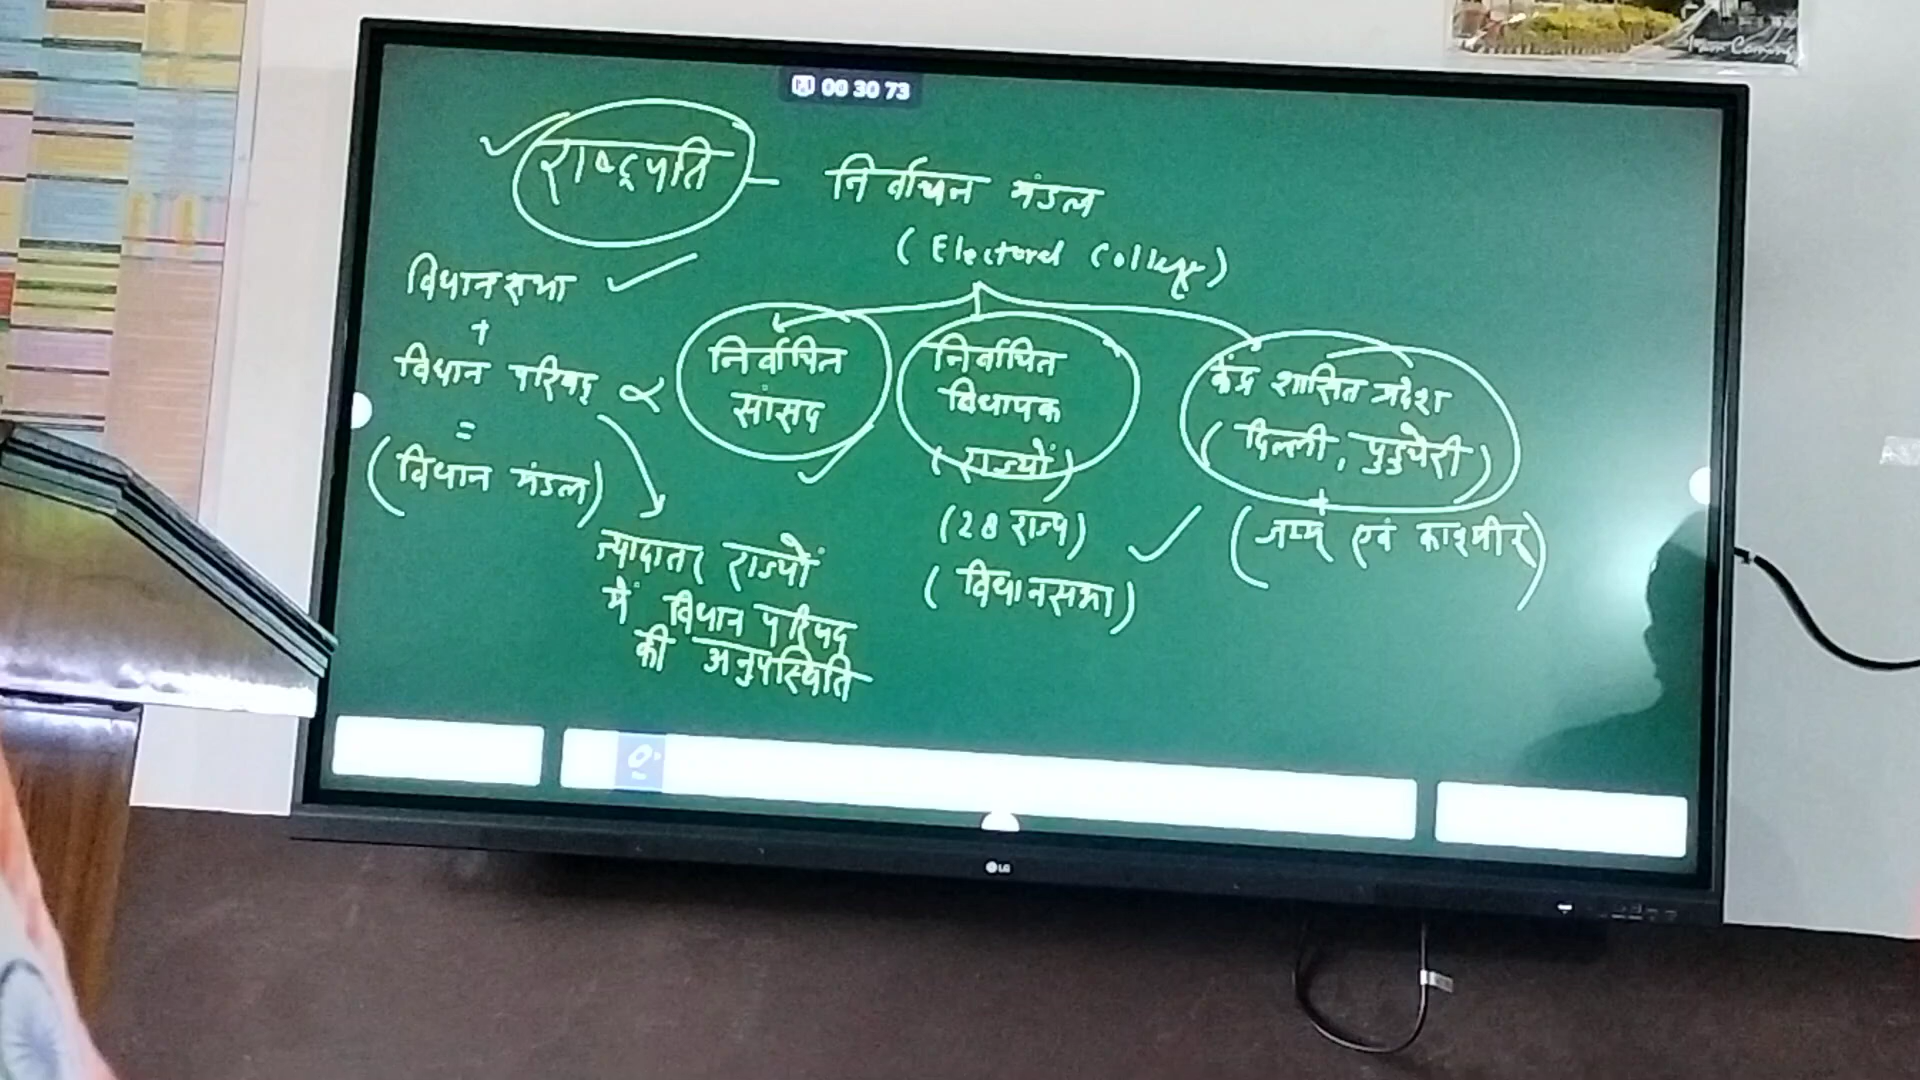 I'm Coming
00 30 73
राष्ट्रपति — निर्वाचन मंडल
(Electoral College)
विधानसभा
+
विधान परिषद्
=
(विधान मंडल)
निर्वाचित
सांसद
निर्वाचित
विधायक
(राज्यों)
(28 राज्य)
(विधानसभा)
केंद्र शासित प्रदेश
(दिल्ली, पुडुचेरी)
+
(जम्मू एवं काश्मीर)
ज्यादातर राज्यों
में विधान परिषद
की अनुपस्थिति
LG